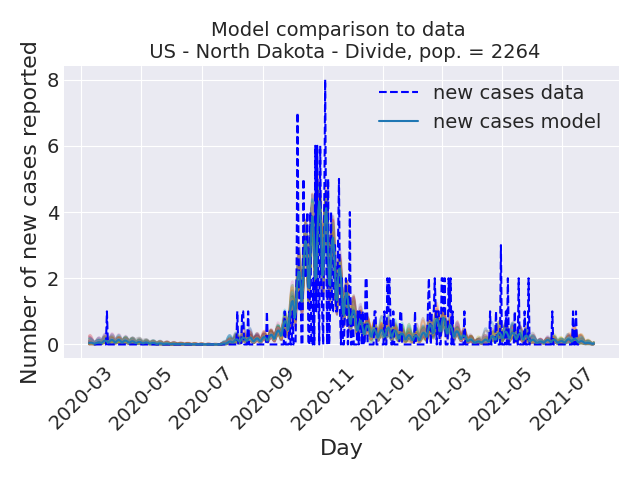 Model comparison to data
US - North Dakota - Divide, pop. = 2264
Number of new cases reported
8
6
4
2
0
new cases data
new cases model
2020-03
2020-05
2020-07
2020-09
2020-11
2021-01
2021-03
2021-05
2021-07
Day